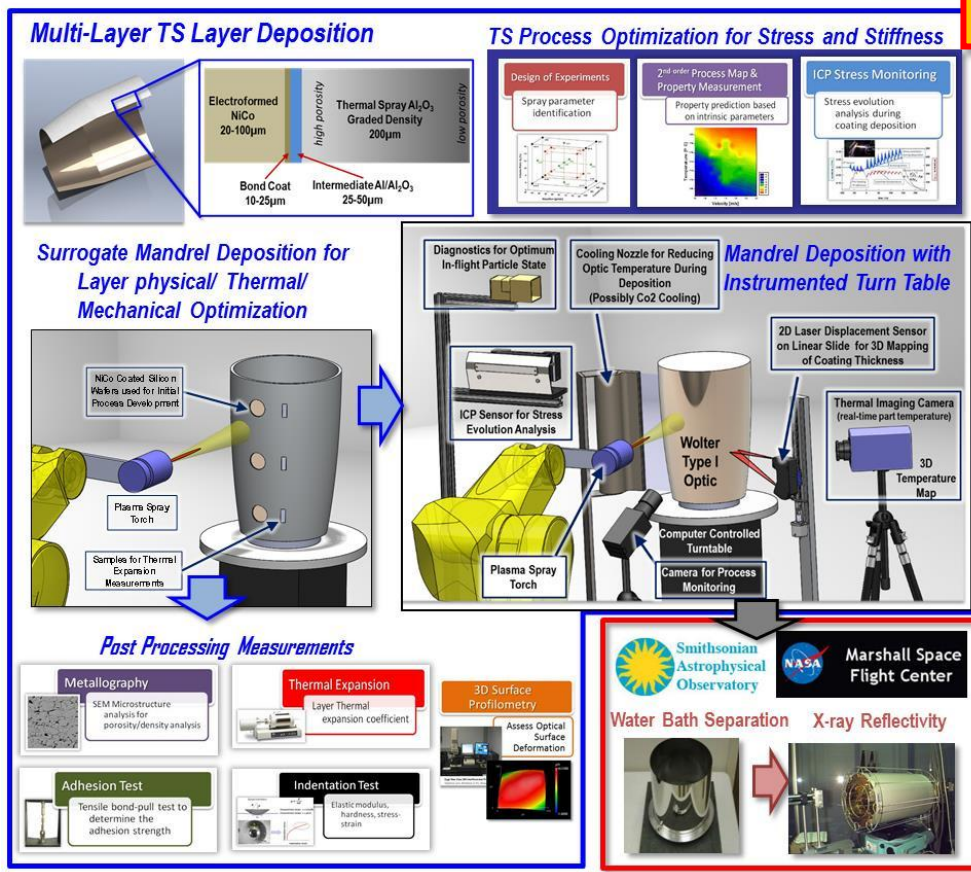 Multi-Layer TS Layer Deposition
Electroformed
NiCo
20-100µm
high porosity
Thermal Spray Al₂O₃
Graded Density
200µm
low porosity
Bond Coat
10-25µm
Intermediate Al/Al₂O₃
25-50µm
TS Process Optimization for Stress and Stiffness
Design of Experiments
Spray parameter
identification
2nd-order Process Map &
Property Measurement
Property prediction based
on intrinsic parameters
Velocity [m/s]
ICP Stress Monitoring
Stress evolution
analysis during
coating deposition
Surrogate Mandrel Deposition for
Layer physical/ Thermal/
Mechanical Optimization
NiCo Coated Silicon
Wafers used for Initial
Process Development
Plasma Spray
Torch
Samples for Thermal
Expansion
Measurements
Mandrel Deposition with
Instrumented Turn Table
Diagnostics for Optimum
In-flight Particle State
Cooling Nozzle for Reducing
Optic Temperature During
Deposition
(Possibly Co2 Cooling)
2D Laser Displacement Sensor
on Linear Slide for 3D Mapping
of Coating Thickness
ICP Sensor for Stress
Evolution Analysis
Thermal Imaging Camera
(real-time part temperature)
3D
Temperature
Map
Wolter
Type I
Optic
Plasma Spray
Torch
Computer Controlled
Turntable
Camera for Process
Monitoring
Post Processing Measurements
Metallography
SEM Microstructure
analysis for
porosity/density analysis
Thermal Expansion
Layer Thermal
expansion coefficient
3D Surface
Profilometry
Assess Optical
Surface
Deformation
Adhesion Test
Tensile bond-pull test to
determine the
adhesion strength
Indentation Test
Elastic modulus,
hardness, stress-
strain
Smithsonian
Astrophysical
Observatory
NASA
Marshall Space
Flight Center
Water Bath Separation
X-ray Reflectivity